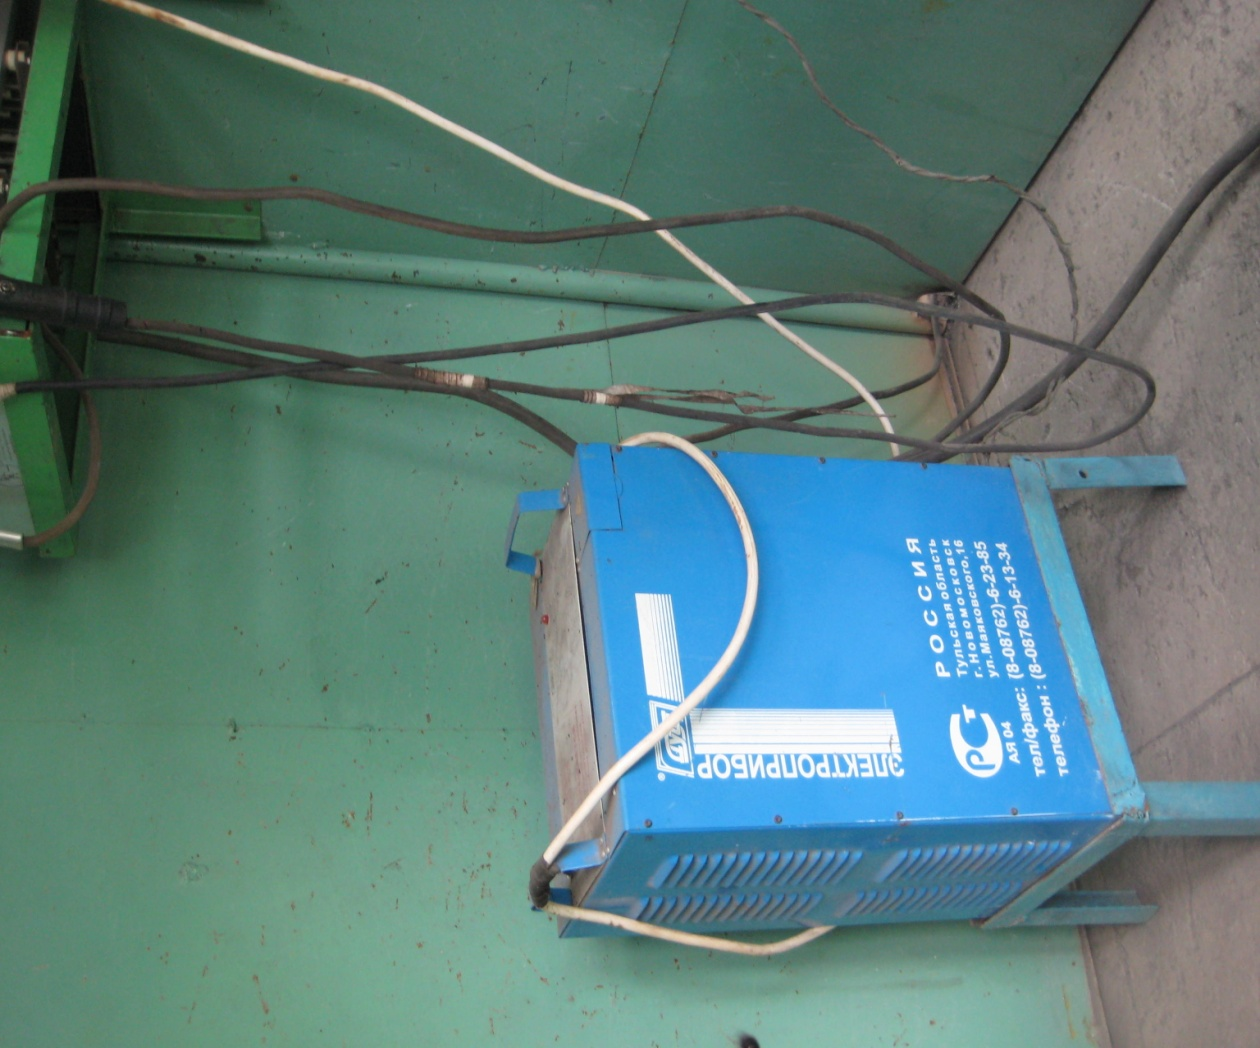 ЭЛЕКТРОПРИБОР
®
РОССИЯ
Тульская область
г.Новомосковск
ул.Маяковского,16
тел/факс: (8-08762)-6-23-85
телефон : (8-08762)-6-13-34
РСТ
АЯ 04